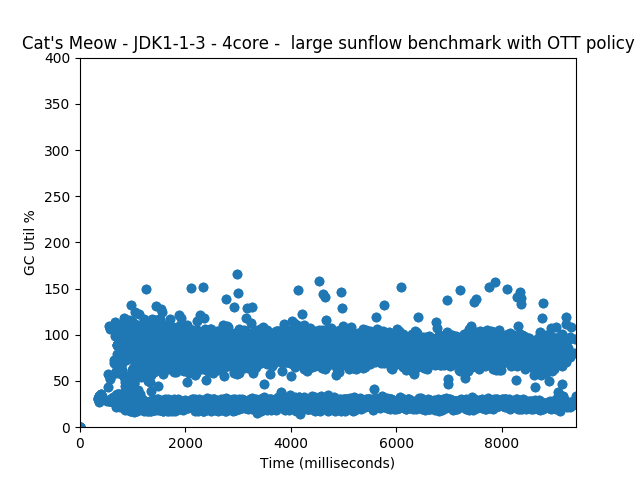 Cat's Meow - JDK1-1-3 - 4core -  large sunflow benchmark with OTT policy
400
350
300
250
200
150
100
50
0
GC Util %
0 2000 4000 6000 8000
Time (milliseconds)